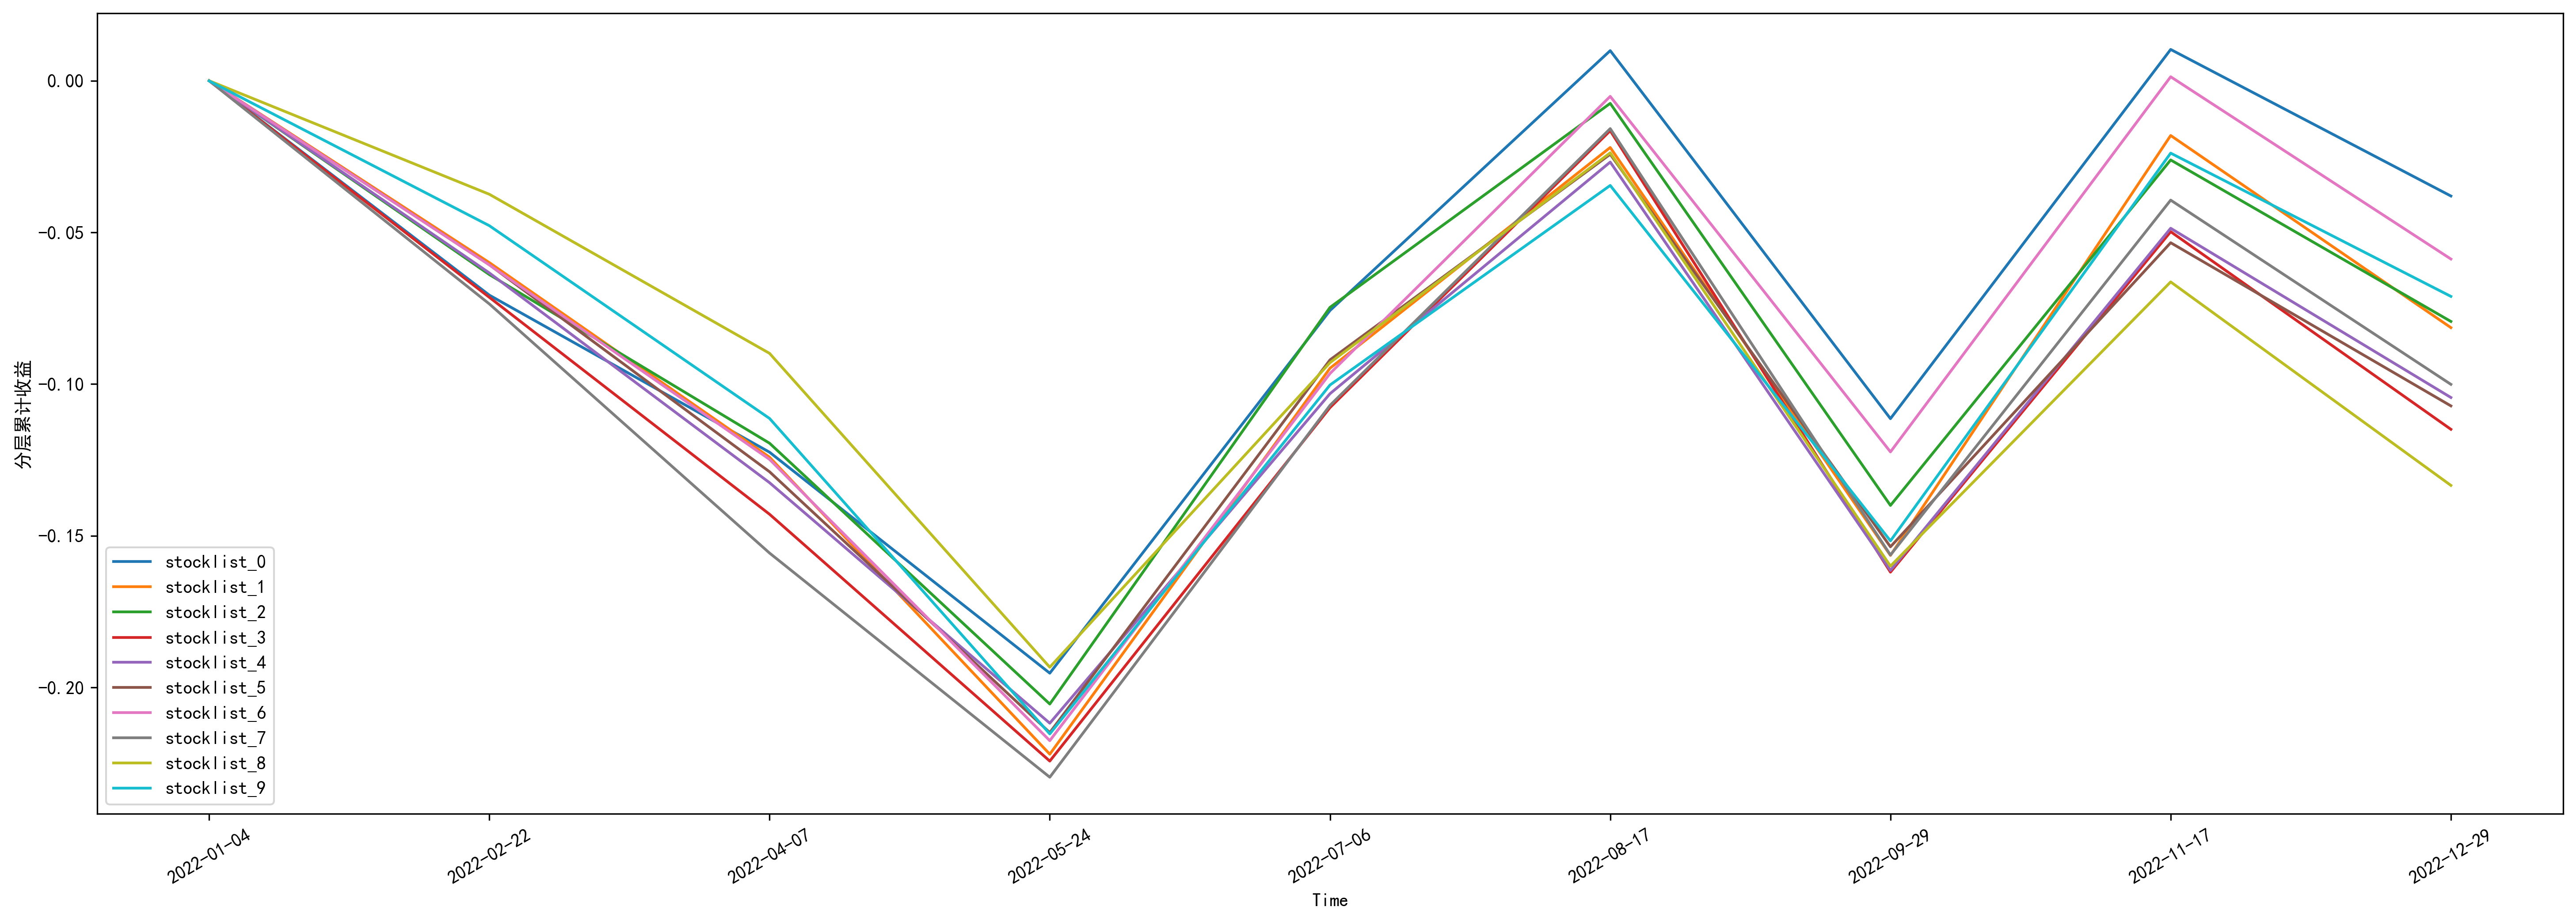 0.00
-0.05
-0.10
-0.15
-0.20
分层累计收益
stocklist_0
stocklist_1
stocklist_2
stocklist_3
stocklist_4
stocklist_5
stocklist_6
stocklist_7
stocklist_8
stocklist_9
2022-01-04
2022-02-22
2022-04-07
2022-05-24
2022-07-06
2022-08-17
2022-09-29
2022-11-17
2022-12-29
Time